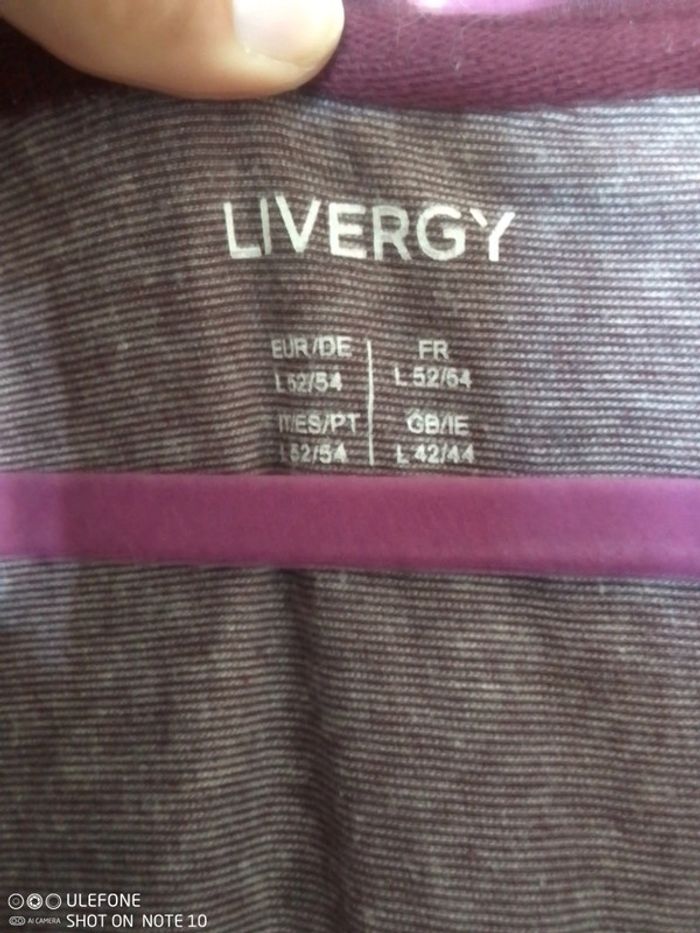 LIVERGY
EUR/DE FR
L 52/54 L 52/54
IT/ES/PT GB/IE
L 52/54 L 42/44
ULEFONE
AI CAMERA SHOT ON NOTE 10